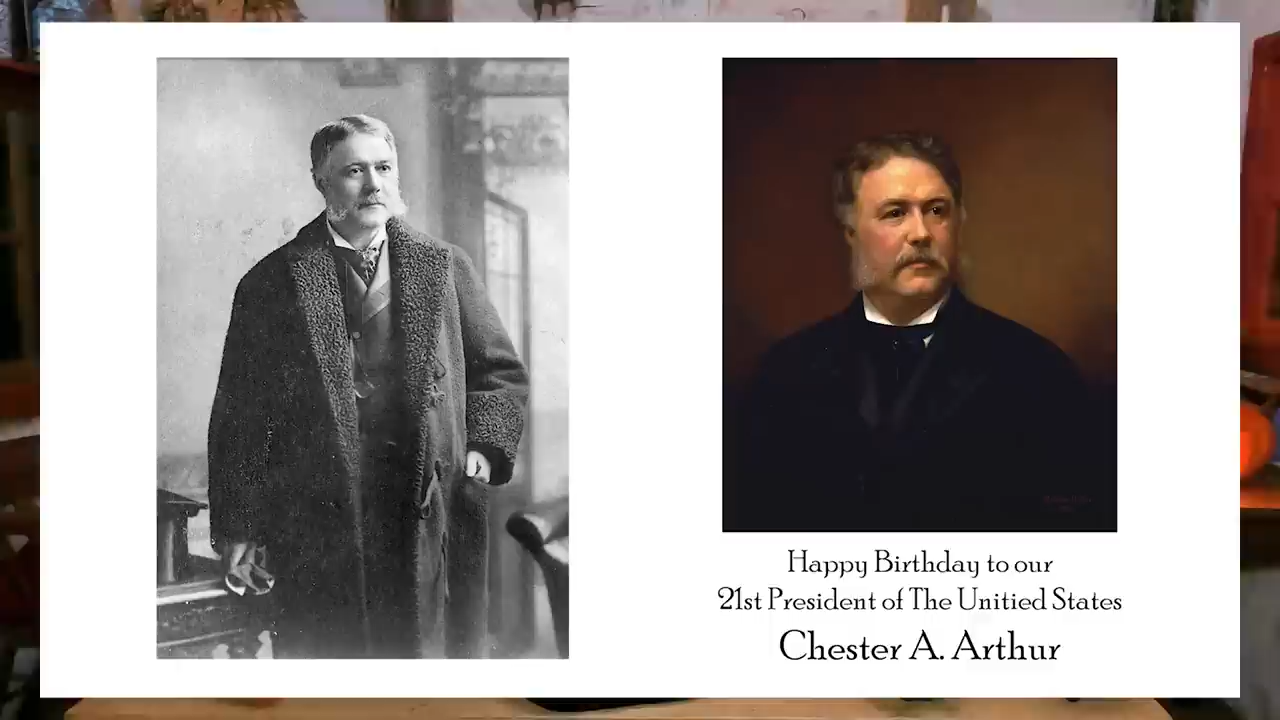 Happy Birthday to our
21st President of The Unitied States
Chester A. Arthur